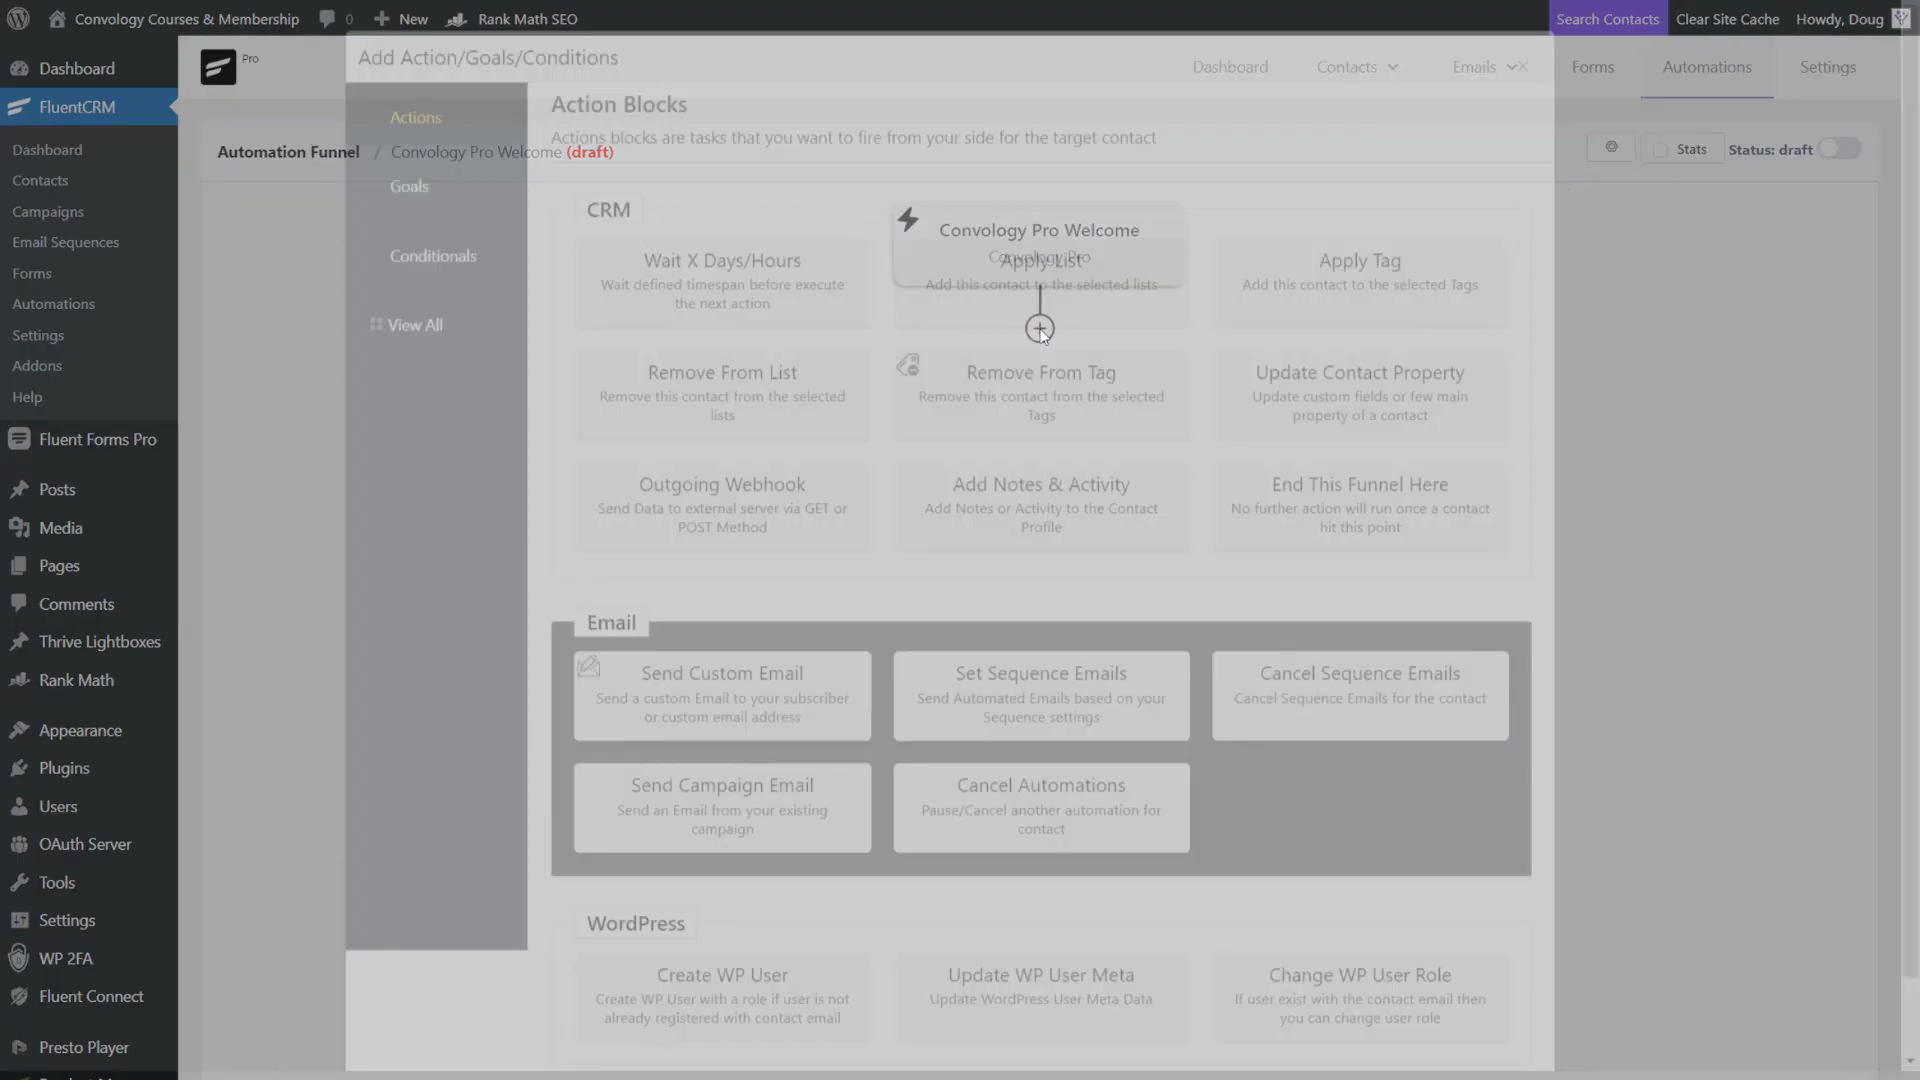 Convology Courses & Membership
0
New
Rank Math SEO
Search Contacts
Clear Site Cache
Howdy, Doug
Dashboard
FluentCRM
Dashboard
Contacts
Campaigns
Email Sequences
Forms
Automations
Settings
Addons
Help
Fluent Forms Pro
Posts
Media
Pages
Comments
Thrive Lightboxes
Rank Math
Appearance
Plugins
Users
OAuth Server
Tools
Settings
WP 2FA
Fluent Connect
Presto Player
Pro
Dashboard
Contacts
Emails
Forms
Automations
Settings
Automation Funnel / Convology Pro Welcome (draft)
Stats
Status: draft
Convology Pro Welcome
Convology Pro
Add Action/Goals/Conditions
Actions
Goals
Conditionals
View All
Action Blocks
Actions blocks are tasks that you want to fire from your side for the target contact
CRM
Wait X Days/Hours
Wait defined timespan before execute
the next action
Apply List
Add this contact to the selected lists
Apply Tag
Add this contact to the selected Tags
Remove From List
Remove this contact from the selected
lists
Remove From Tag
Remove this contact from the selected
Tags
Update Contact Property
Update custom fields or few main
property of a contact
Outgoing Webhook
Send Data to external server via GET or
POST Method
Add Notes & Activity
Add Notes or Activity to the Contact
Profile
End This Funnel Here
No further action will run once a contact
hit this point
Email
Send Custom Email
Send a custom Email to your subscriber
or custom email address
Set Sequence Emails
Send Automated Emails based on your
Sequence settings
Cancel Sequence Emails
Cancel Sequence Emails for the contact
Send Campaign Email
Send an Email from your existing
campaign
Cancel Automations
Pause/Cancel another automation for
contact
WordPress
Create WP User
Create WP User with a role if user is not
already registered with contact email
Update WP User Meta
Update WordPress User Meta Data
Change WP User Role
If user exist with the contact email then
you can change user role